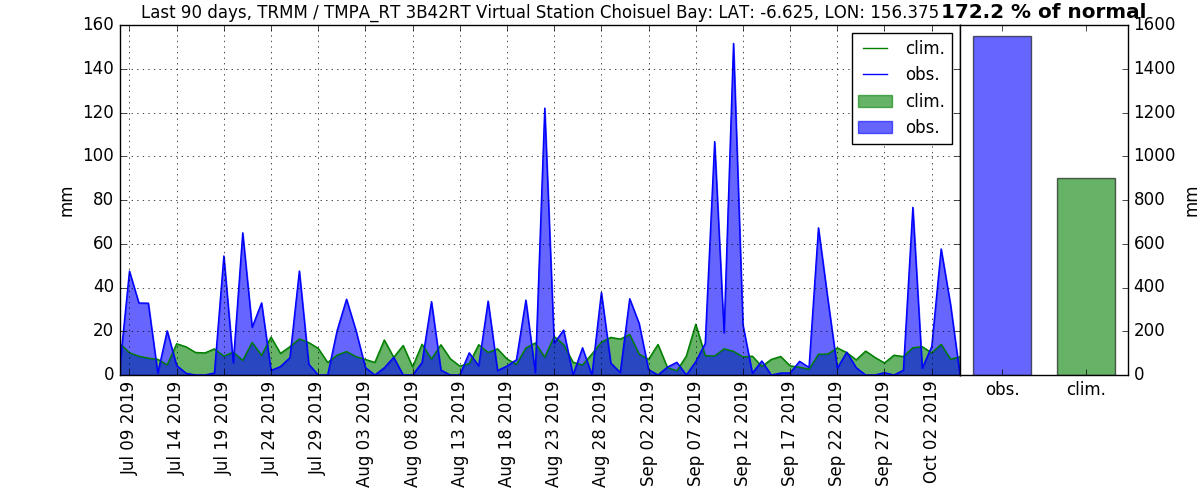 Last 90 days, TRMM / TMPA_RT 3B42RT Virtual Station Choisuel Bay: LAT: -6.625, LON: 156.375
172.2 % of normal
160
140
120
100
80
60
40
20
0
mm
clim.
obs.
clim.
obs.
Jul 09 2019
Jul 14 2019
Jul 19 2019
Jul 24 2019
Jul 29 2019
Aug 03 2019
Aug 08 2019
Aug 13 2019
Aug 18 2019
Aug 23 2019
Aug 28 2019
Sep 02 2019
Sep 07 2019
Sep 12 2019
Sep 17 2019
Sep 22 2019
Sep 27 2019
Oct 02 2019
obs.
clim.
1600
1400
1200
1000
800
600
400
200
0
mm